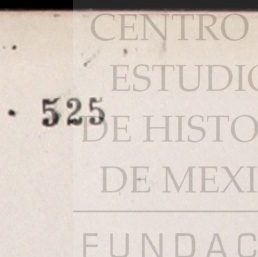 CENTRO
ESTUDIO
· 525
DE HISTO
DE MEXI
FUNDAC